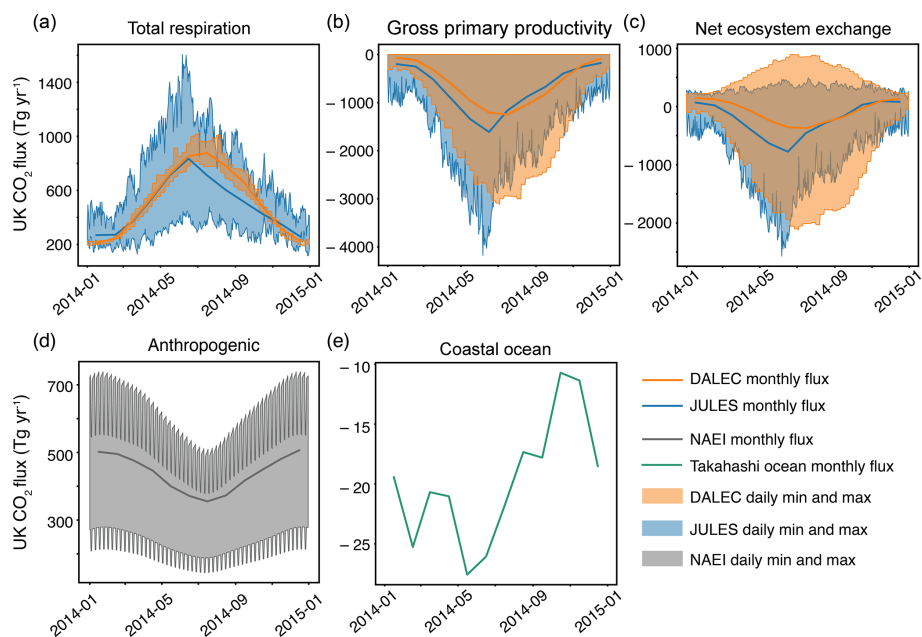 (a) Total respiration
(b) Gross primary productivity
(c) Net ecosystem exchange
UK CO₂ flux (Tg yr⁻¹)
1400
1000
600
200
0
−1000
−2000
−3000
−4000
1000
0
−1000
−2000
2014-01 2014-05 2014-09 2015-01
2014-01 2014-05 2014-09 2015-01
2014-01 2014-05 2014-09 2015-01
(d) Anthropogenic
(e) Coastal ocean
UK CO₂ flux (Tg yr⁻¹)
700
500
300
−10
−15
−20
−25
2014-01 2014-05 2014-09 2015-01
2014-01 2014-05 2014-09 2015-01
DALEC monthly flux
JULES monthly flux
NAEI monthly flux
Takahashi ocean monthly flux
DALEC daily min and max
JULES daily min and max
NAEI daily min and max